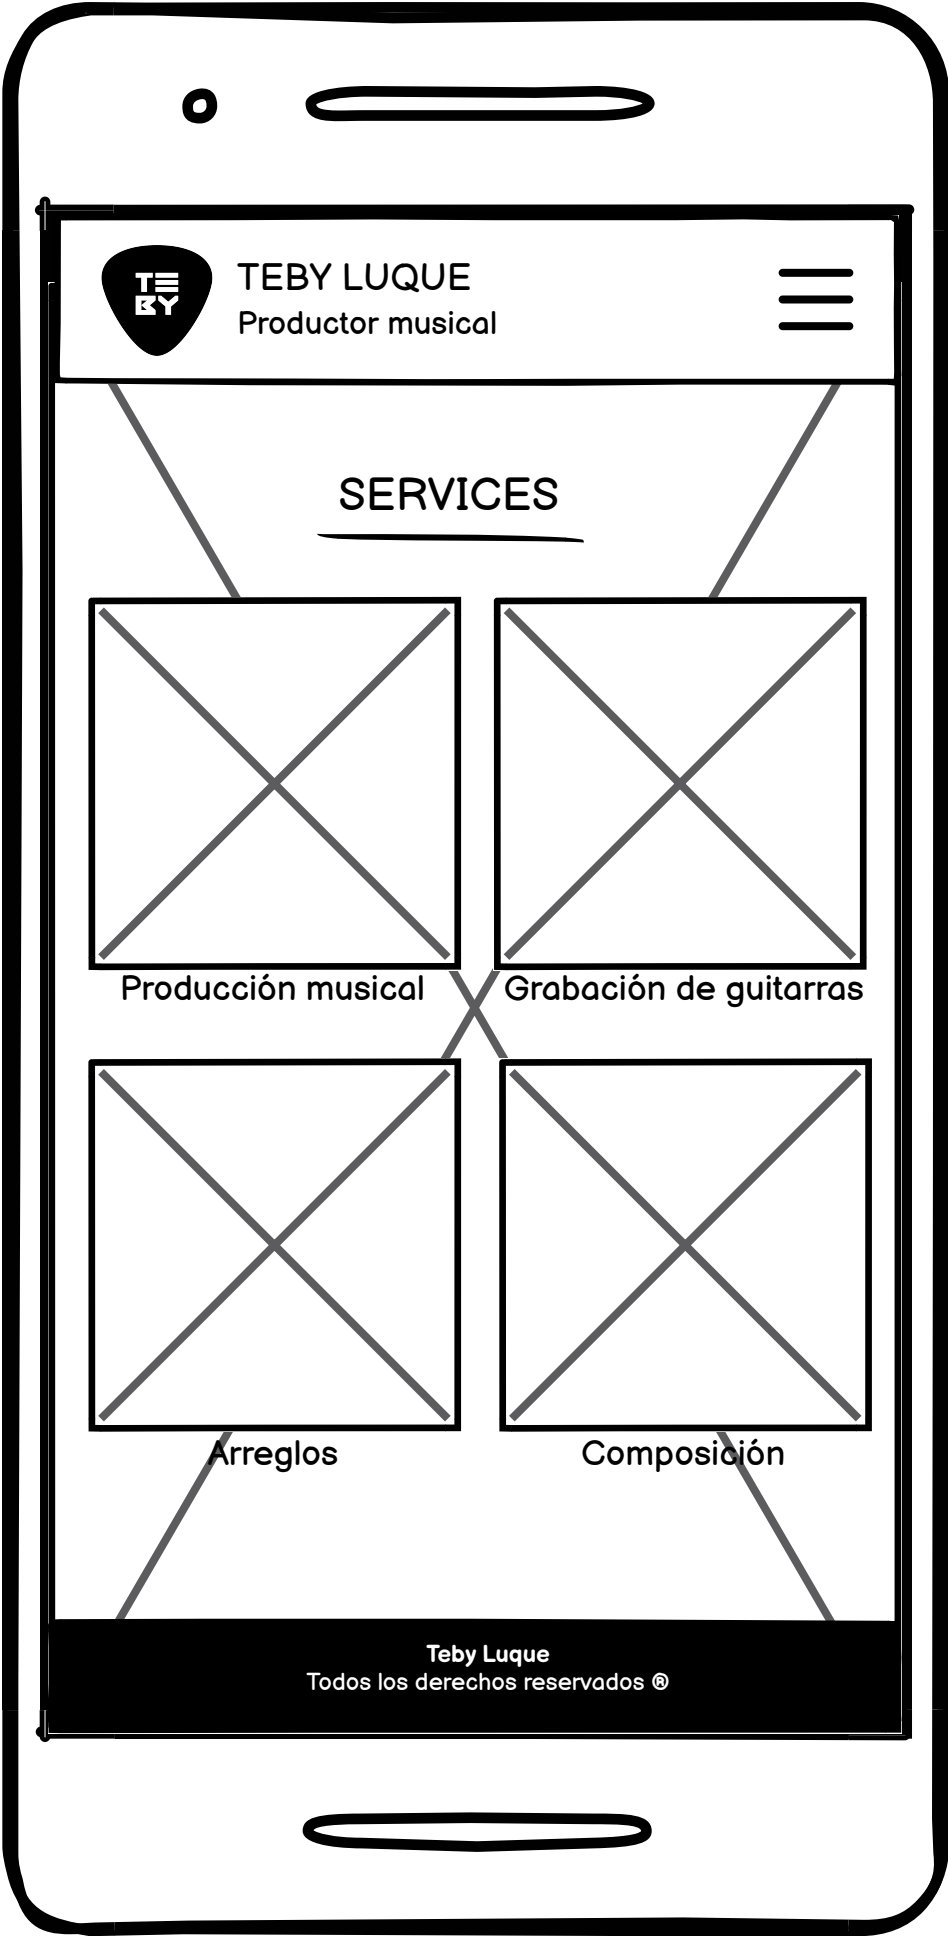 TE
BY
TEBY LUQUE
Productor musical
SERVICES
Producción musical
Grabación de guitarras
Arreglos
Composición
Teby Luque
Todos los derechos reservados ®